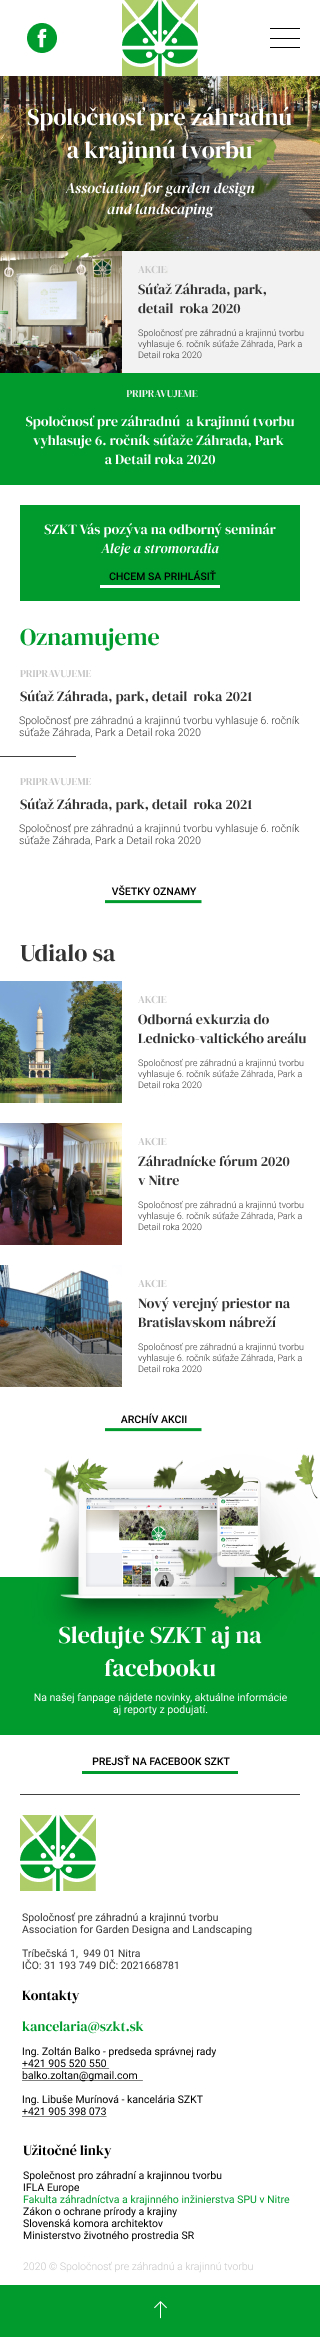 Spoločnosť pre záhradnú
a krajinnú tvorbu
Association for garden design
and landscaping
AKCIE
Súťaž Záhrada, park,
detail roka 2020
Spoločnosť pre záhradnú a krajinnú tvorbu
vyhlasuje 6. ročník súťaže Záhrada, Park a
Detail roka 2020
PRIPRAVUJEME
Spoločnosť pre záhradnú a krajinnú tvorbu
vyhlasuje 6. ročník súťaže Záhrada, Park
a Detail roka 2020
SZKT Vás pozýva na odborný seminár
Aleje a stromoradia
CHCEM SA PRIHLÁSIŤ
Oznamujeme
PRIPRAVUJEME
Súťaž Záhrada, park, detail roka 2021
Spoločnosť pre záhradnú a krajinnú tvorbu vyhlasuje 6. ročník
súťaže Záhrada, Park a Detail roka 2020
PRIPRAVUJEME
Súťaž Záhrada, park, detail roka 2021
Spoločnosť pre záhradnú a krajinnú tvorbu vyhlasuje 6. ročník
súťaže Záhrada, Park a Detail roka 2020
VŠETKY OZNAMY
Udialo sa
AKCIE
Odborná exkurzia do
Lednicko-valtického areálu
Spoločnosť pre záhradnú a krajinnú tvorbu
vyhlasuje 6. ročník súťaže Záhrada, Park a
Detail roka 2020
AKCIE
Záhradnícke fórum 2020
v Nitre
Spoločnosť pre záhradnú a krajinnú tvorbu
vyhlasuje 6. ročník súťaže Záhrada, Park a
Detail roka 2020
AKCIE
Nový verejný priestor na
Bratislavskom nábreží
Spoločnosť pre záhradnú a krajinnú tvorbu
vyhlasuje 6. ročník súťaže Záhrada, Park a
Detail roka 2020
ARCHÍV AKCII
Sledujte SZKT aj na
facebooku
Na našej fanpage nájdete novinky, aktuálne informácie
aj reporty z podujatí.
PREJSŤ NA FACEBOOK SZKT
Spoločnosť pre záhradnú a krajinnú tvorbu
Association for Garden Designa and Landscaping
Tribečská 1, 949 01 Nitra
IČO: 31 193 749 DIČ: 2021668781
Kontakty
kancelaria@szkt.sk
Ing. Zoltán Balko - predseda správnej rady
+421 905 520 550
balko.zoltan@gmail.com
Ing. Libuše Murínová - kancelária SZKT
+421 905 398 073
Užitočné linky
Společnost pro záhradní a krajinnou tvorbu
IFLA Europe
Fakulta záhradníctva a krajinného inžinierstva SPU v Nitre
Zákon o ochrane prírody a krajiny
Slovenská komora architektov
Ministerstvo životného prostredia SR
2020 © Spoločnosť pre záhradnú a krajinnú tvorbu